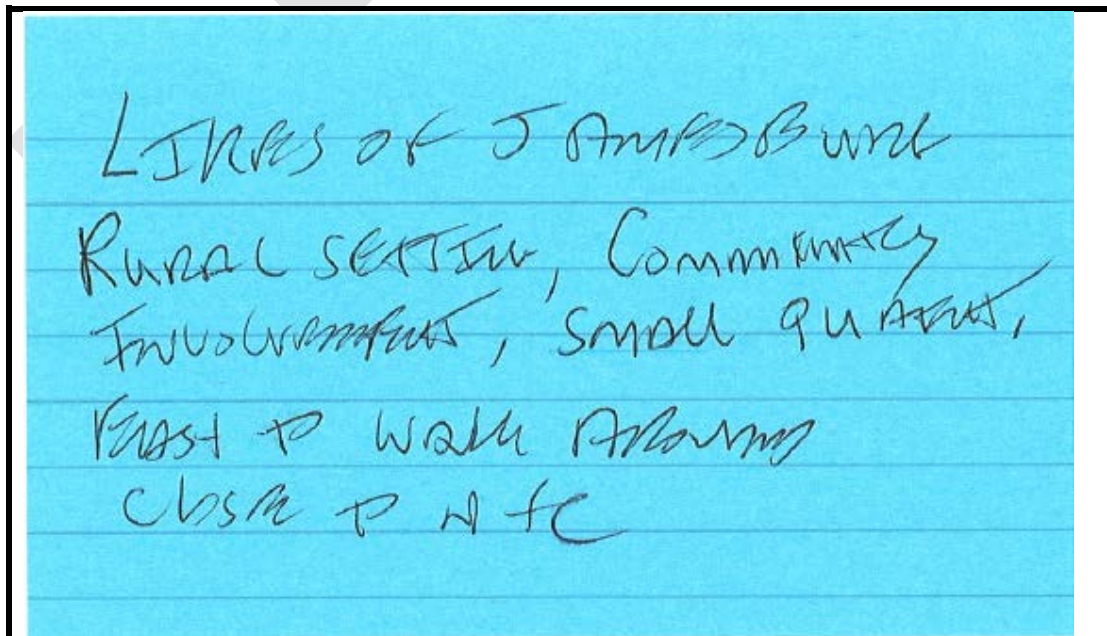 LIKES OF JAMESBURG
RURAL SETTING, COMMUNITY
INVOLVEMENT, SMALL QUAINT,
EASY TO WALK AROUND
CLOSE TO NYC